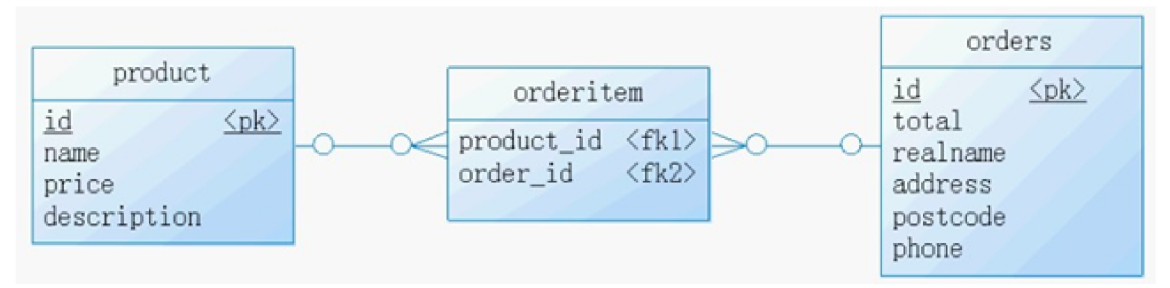 product
id <pk>
name
price
description
orderitem
product_id <fk1>
order_id <fk2>
orders
id <pk>
total
realname
address
postcode
phone